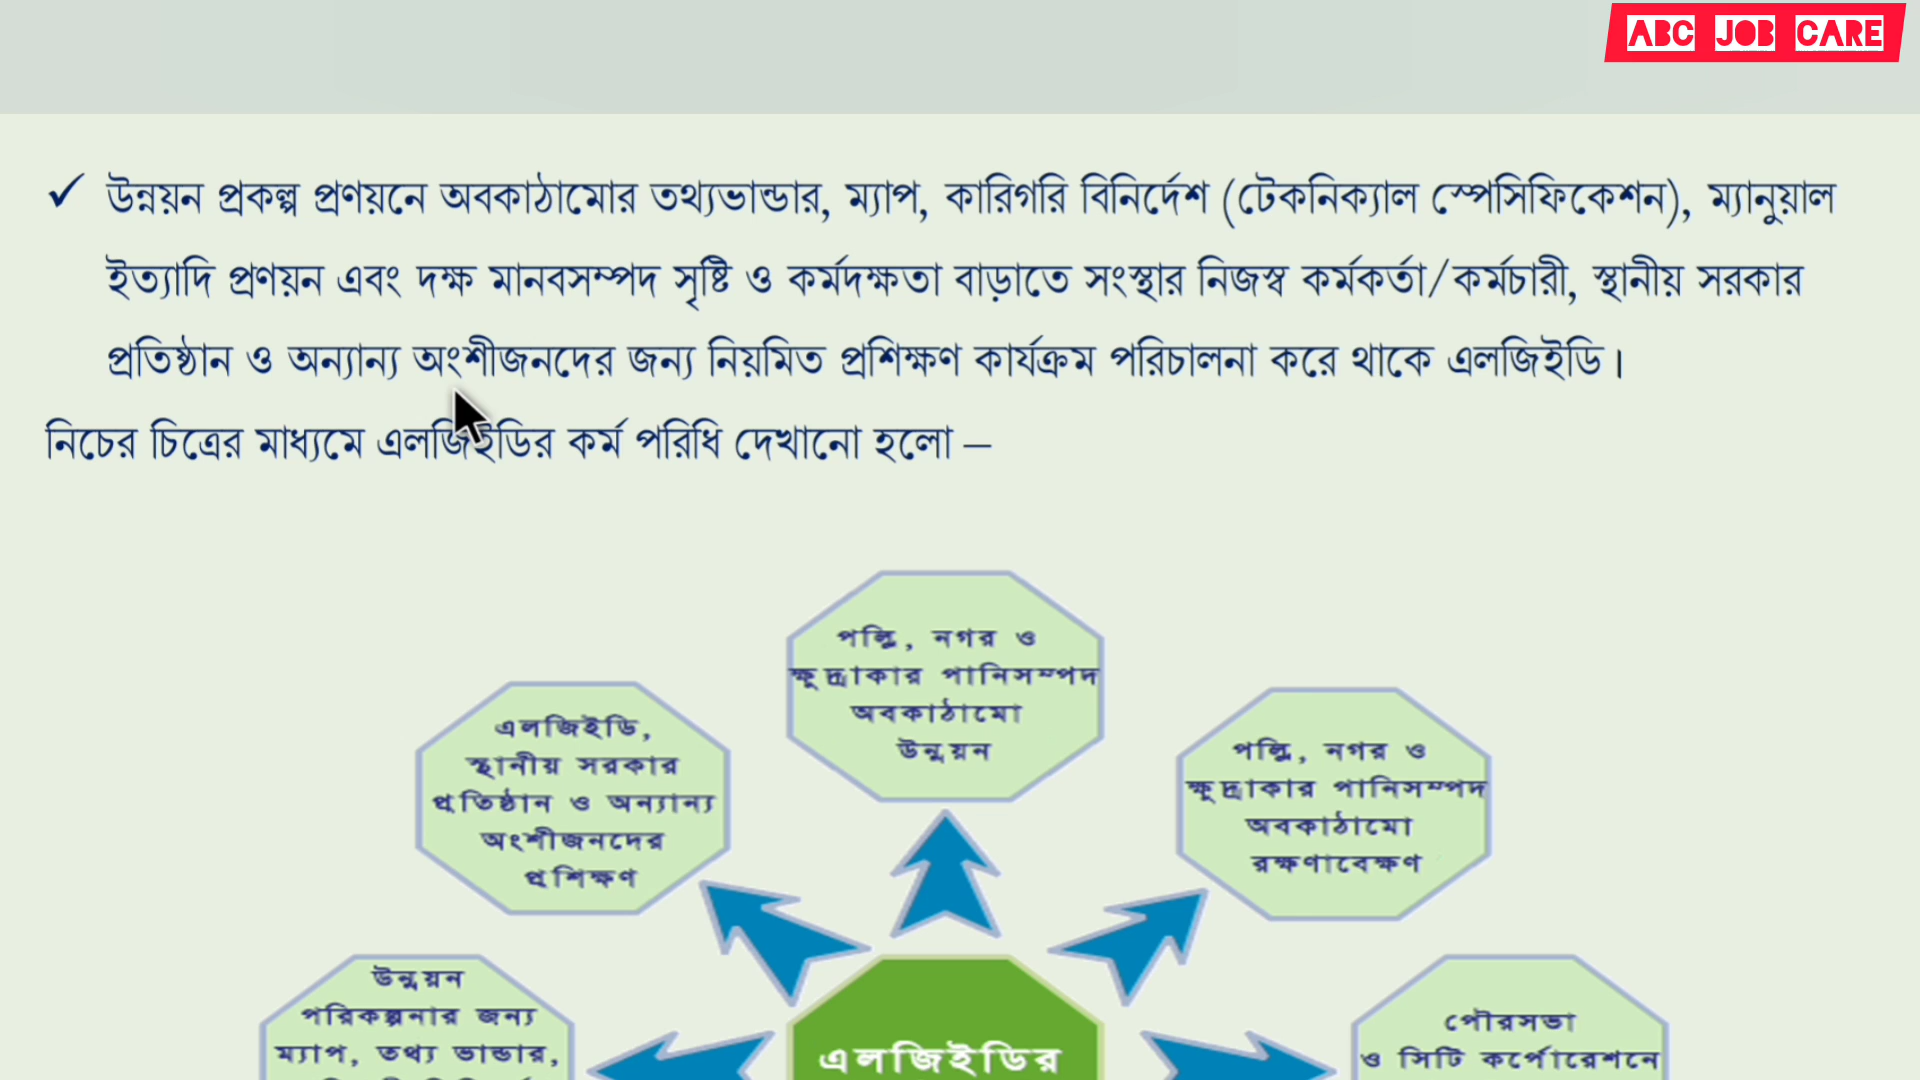 ABC JOB CARE
✓ উন্নয়ন প্রকল্প প্রণয়নে অবকাঠামোর তথ্যভান্ডার, ম্যাপ, কারিগরি বিনির্দেশ (টেকনিক্যাল স্পেসিফিকেশন), ম্যানুয়াল
ইত্যাদি প্রণয়ন এবং দক্ষ মানবসম্পদ সৃষ্টি ও কর্মদক্ষতা বাড়াতে সংস্থার নিজস্ব কর্মকর্তা/কর্মচারী, স্থানীয় সরকার
প্রতিষ্ঠান ও অন্যান্য অংশীজনদের জন্য নিয়মিত প্রশিক্ষণ কার্যক্রম পরিচালনা করে থাকে এলজিইডি।
নিচের চিত্রের মাধ্যমে এলজিইডির কর্ম পরিধি দেখানো হলো –
পল্লি, নগর ও
ক্ষুদ্রাকার পানিসম্পদ
অবকাঠামো
উন্নয়ন
এলজিইডি,
স্থানীয় সরকার
প্রতিষ্ঠান ও অন্যান্য
অংশীজনদের
প্রশিক্ষণ
পল্লি, নগর ও
ক্ষুদ্রাকার পানিসম্পদ
অবকাঠামো
রক্ষণাবেক্ষণ
উন্নয়ন
পরিকল্পনার জন্য
ম্যাপ, তথ্য ভান্ডার,
এলজিইডির
পৌরসভা
ও সিটি কর্পোরেশনে